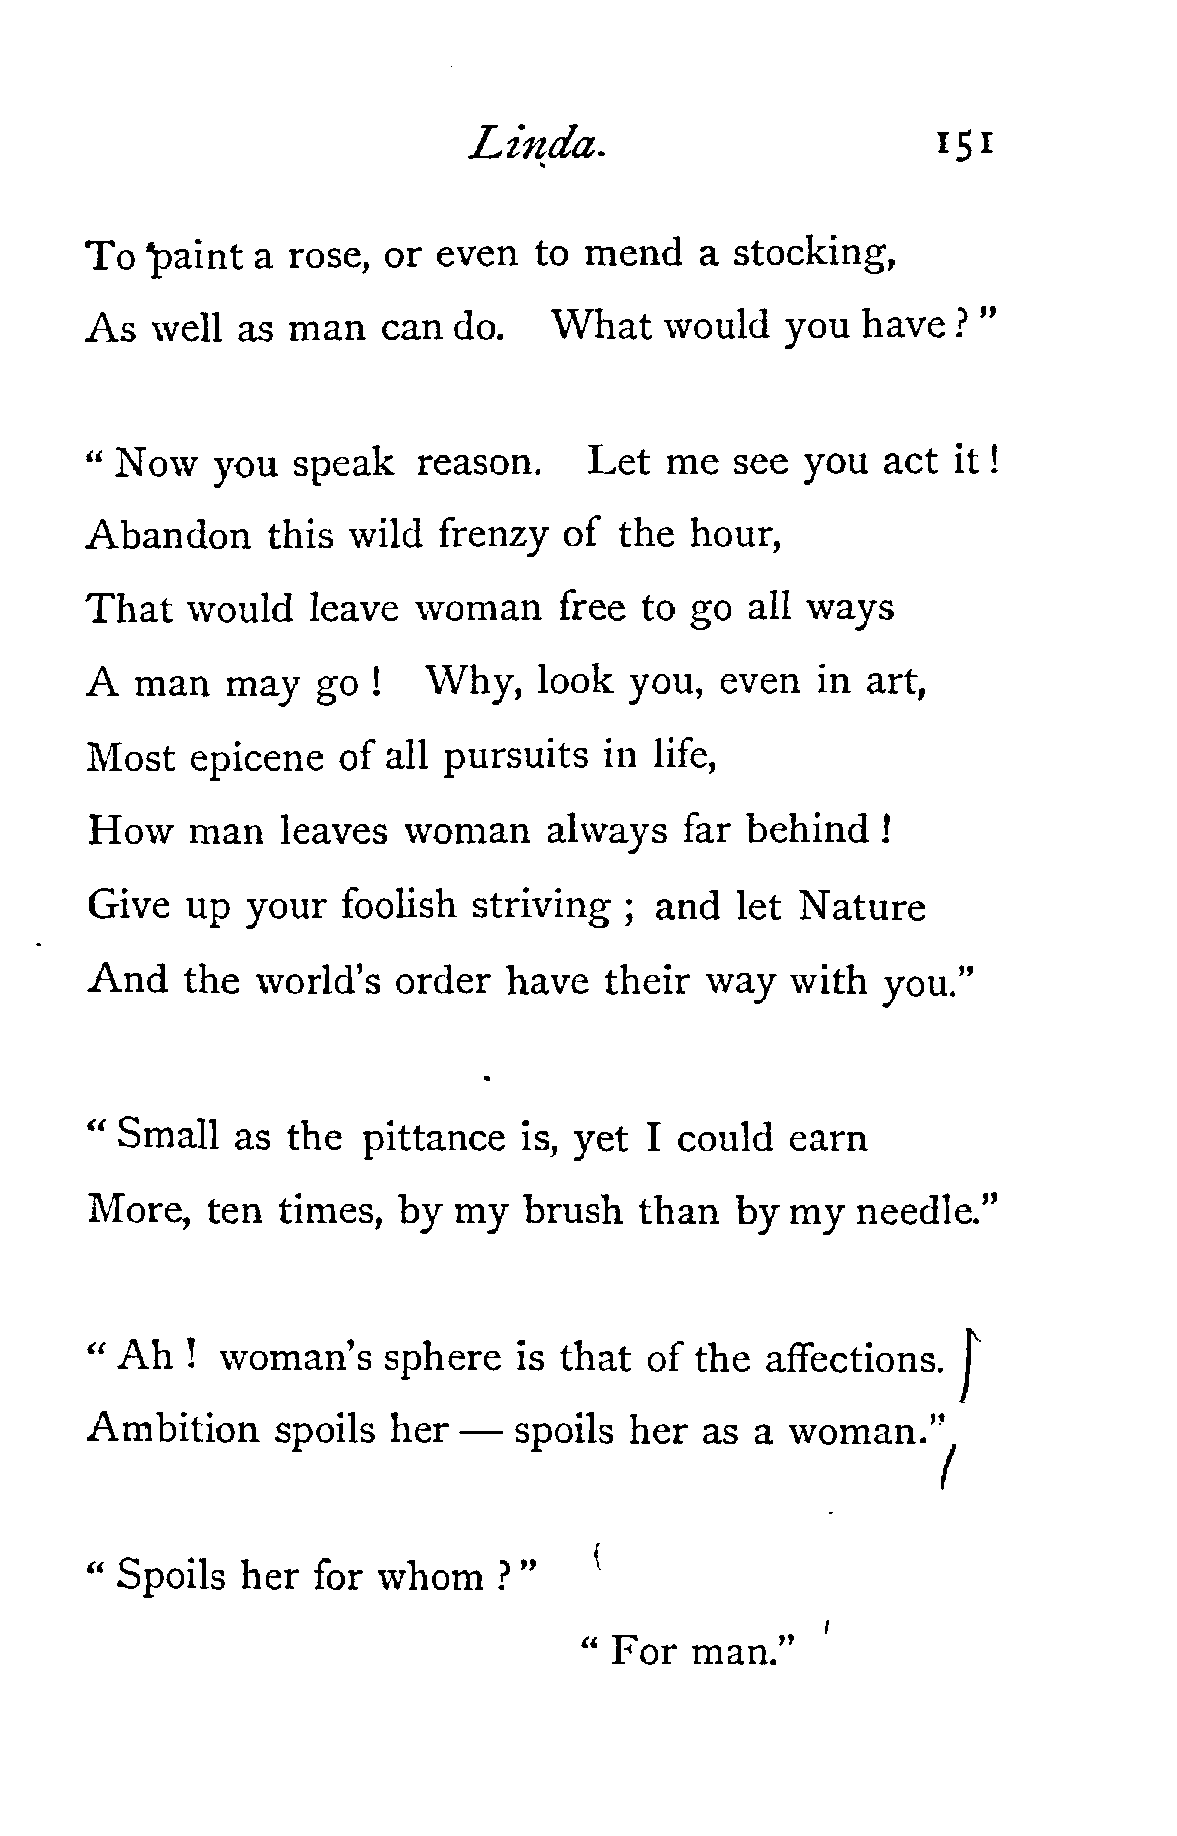 Linda. 151
To paint a rose, or even to mend a stocking,
As well as man can do. What would you have ? "
" Now you speak reason. Let me see you act it !
Abandon this wild frenzy of the hour,
That would leave woman free to go all ways
A man may go ! Why, look you, even in art,
Most epicene of all pursuits in life,
How man leaves woman always far behind !
Give up your foolish striving ; and let Nature
And the world's order have their way with you."
" Small as the pittance is, yet I could earn
More, ten times, by my brush than by my needle."
" Ah ! woman's sphere is that of the affections.
Ambition spoils her — spoils her as a woman."
" Spoils her for whom ? "
" For man."